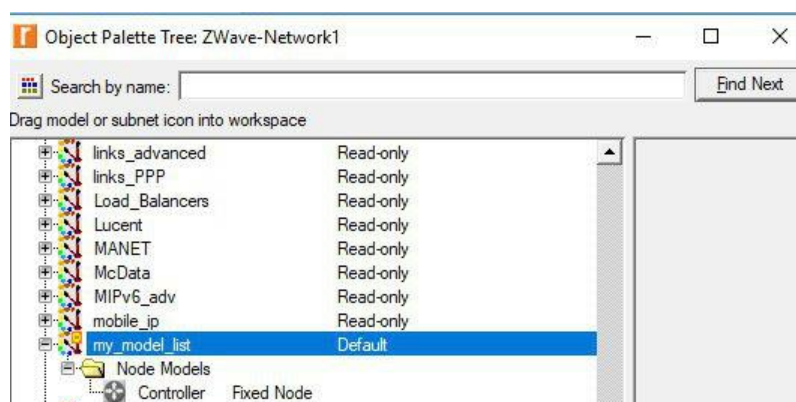 Object Palette Tree: ZWave-Network1
Search by name: Find Next
Drag model or subnet icon into workspace
links_advanced Read-only
links_PPP Read-only
Load_Balancers Read-only
Lucent Read-only
MANET Read-only
McData Read-only
MIPv6_adv Read-only
mobile_ip Read-only
my_model_list Default
Node Models
Controller Fixed Node